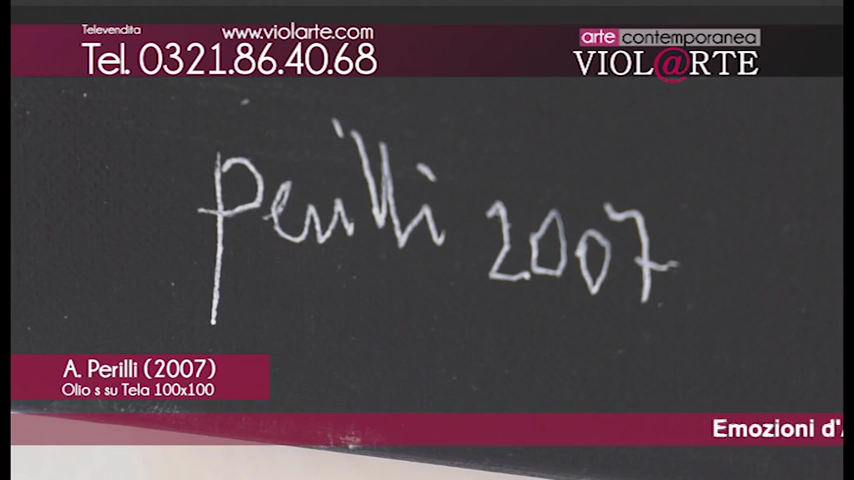 Televendita
www.violarte.com
Tel. 0321.86.40.68
arte contemporanea
VIOL@RTE
Perilli 2007
A. Perilli (2007)
Olio s su Tela 100x100
Emozioni d'